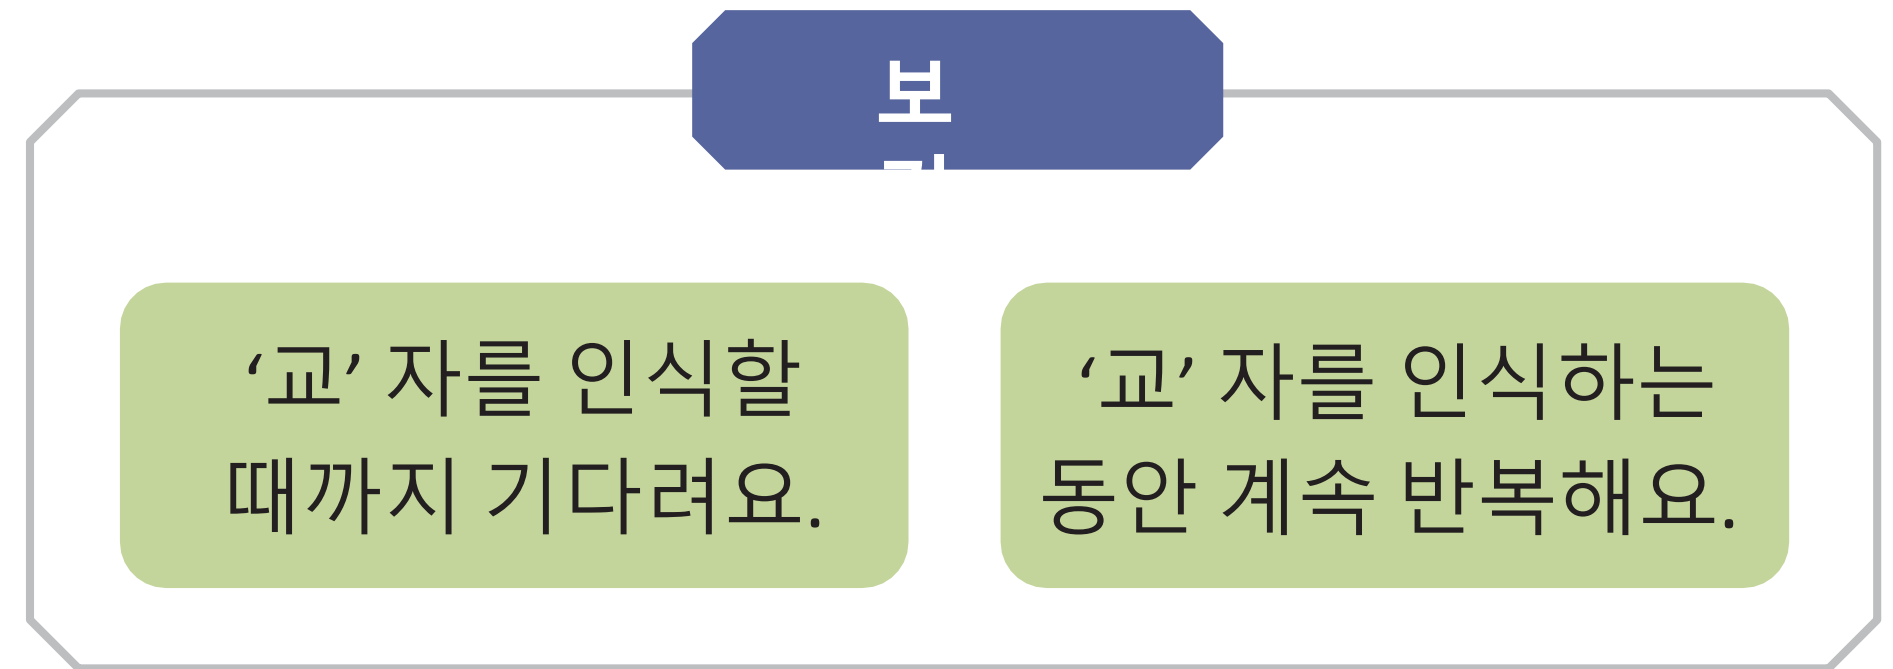 보
‘교’ 자를 인식할
때까지 기다려요.
‘교’ 자를 인식하는
동안 계속 반복해요.